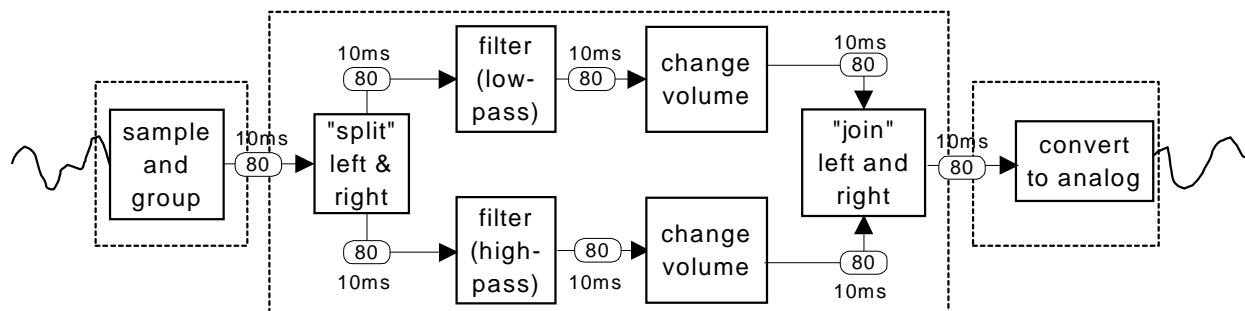 sample
and
group
10ms
80
"split"
left &
right
10ms
80
filter
(low-
pass)
10ms
80
change
volume
10ms
80
80
10ms
filter
(high-
pass)
80
10ms
change
volume
80
10ms
"join"
left and
right
10ms
80
convert
to analog